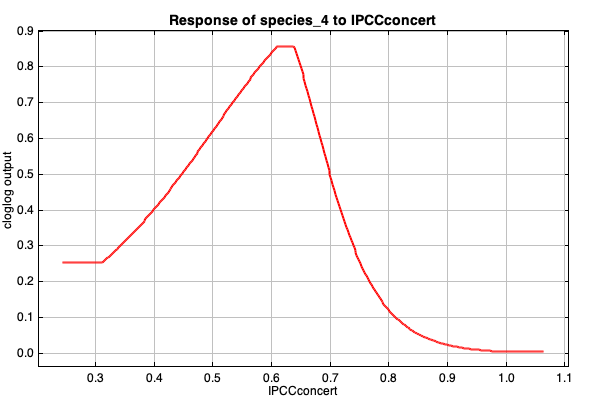 Response of species_4 to IPCCconcert
cloglog output
0.9
0.8
0.7
0.6
0.5
0.4
0.3
0.2
0.1
0.0
0.3 0.4 0.5 0.6 0.7 0.8 0.9 1.0 1.1
IPCCconcert